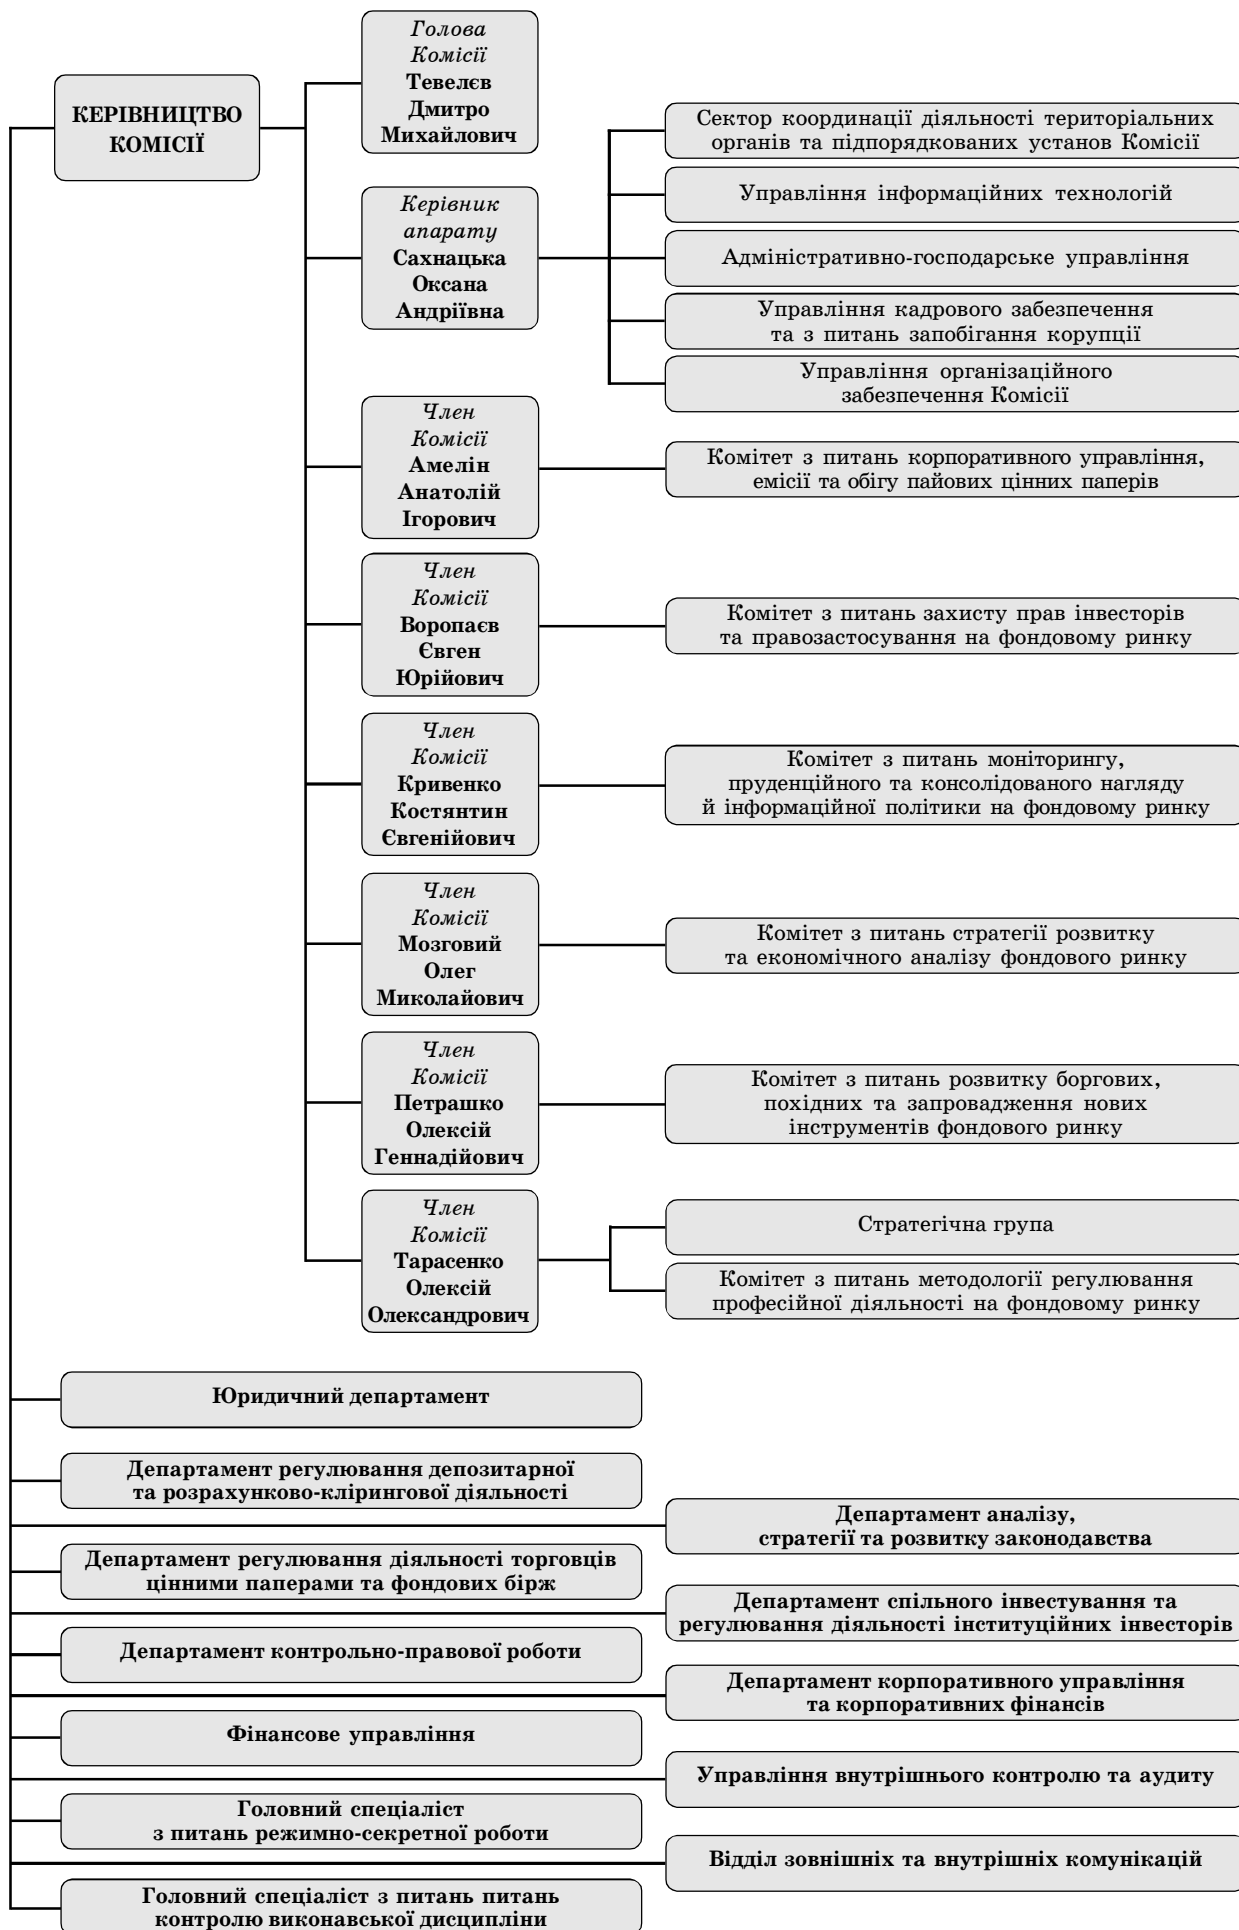 КЕРІВНИЦТВО
КОМІСІЇ
Голова
Комісії
Тевелєв
Дмитро
Михайлович
Керівник
апарату
Сахнацька
Оксана
Андріївна
Сектор координації діяльності територіальних
органів та підпорядкованих установ Комісії
Управління інформаційних технологій
Адміністративно-господарське управління
Управління кадрового забезпечення
та з питань запобігання корупції
Управління організаційного
забезпечення Комісії
Член
Комісії
Амелін
Анатолій
Ігорович
Комітет з питань корпоративного управління,
емісії та обігу пайових цінних паперів
Член
Комісії
Воропаєв
Євген
Юрійович
Комітет з питань захисту прав інвесторів
та правозастосування на фондовому ринку
Член
Комісії
Кривенко
Костянтин
Євгенійович
Комітет з питань моніторингу,
пруденційного та консолідованого нагляду
й інформаційної політики на фондовому ринку
Член
Комісії
Мозговий
Олег
Миколайович
Комітет з питань стратегії розвитку
та економічного аналізу фондового ринку
Член
Комісії
Петрашко
Олексій
Геннадійович
Комітет з питань розвитку боргових,
похідних та запровадження нових
інструментів фондового ринку
Член
Комісії
Тарасенко
Олексій
Олександрович
Стратегічна група
Комітет з питань методології регулювання
професійної діяльності на фондовому ринку
Юридичний департамент
Департамент регулювання депозитарної
та розрахунково-клірингової діяльності
Департамент аналізу,
стратегії та розвитку законодавства
Департамент регулювання діяльності торговців
цінними паперами та фондових бірж
Департамент спільного інвестування та
регулювання діяльності інституційних інвесторів
Департамент контрольно-правової роботи
Департамент корпоративного управління
та корпоративних фінансів
Фінансове управління
Управління внутрішнього контролю та аудиту
Головний спеціаліст
з питань режимно-секретної роботи
Відділ зовнішніх та внутрішніх комунікацій
Головний спеціаліст з питань питань
контролю виконавської дисципліни